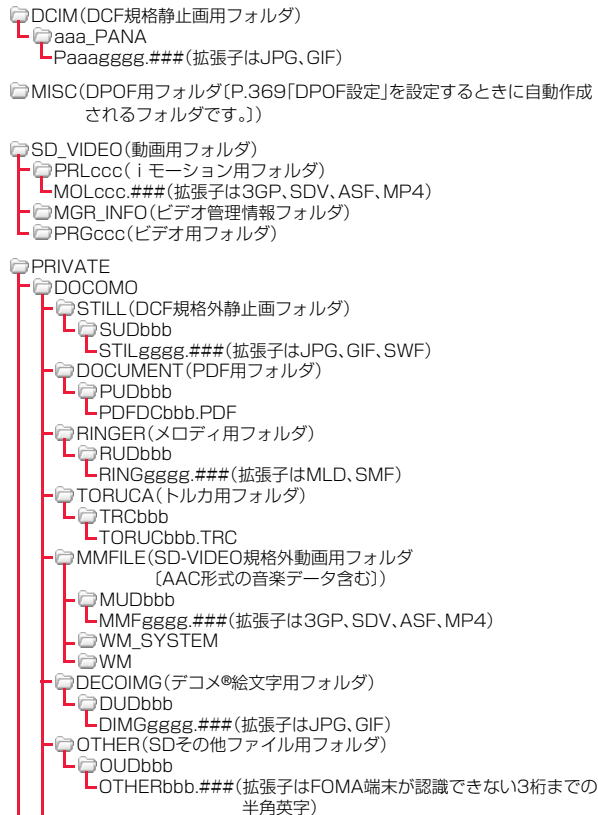 DCIM(DCF規格静止画用フォルダ)
aaa_PANA
Paaagggg.###(拡張子はJPG、GIF)
MISC(DPOF用フォルダ〔P.369「DPOF設定」を設定するときに自動作成
されるフォルダです。〕)
SD_VIDEO(動画用フォルダ)
PRLccc(iモーション用フォルダ)
MOLccc.###(拡張子は3GP、SDV、ASF、MP4)
MGR_INFO(ビデオ管理情報フォルダ)
PRGccc(ビデオ用フォルダ)
PRIVATE
DOCOMO
STILL(DCF規格外静止画フォルダ)
SUDbbb
STILgggg.###(拡張子はJPG、GIF、SWF)
DOCUMENT(PDF用フォルダ)
PUDbbb
PDFDCbbb.PDF
RINGER(メロディ用フォルダ)
RUDbbb
RINGgggg.###(拡張子はMLD、SMF)
TORUCA(トルカ用フォルダ)
TRCbbb
TORUCbbb.TRC
MMFILE(SD-VIDEO規格外動画用フォルダ
〔AAC形式の音楽データ含む〕)
MUDbbb
MMFgggg.###(拡張子は3GP、SDV、ASF、MP4)
WM_SYSTEM
WM
DECOIMG(デコメ®絵文字用フォルダ)
DUDbbb
DIMGgggg.###(拡張子はJPG、GIF)
OTHER(SDその他ファイル用フォルダ)
OUDbbb
OTHERbbb.###(拡張子はFOMA端末が認識できない3桁までの
半角英字)